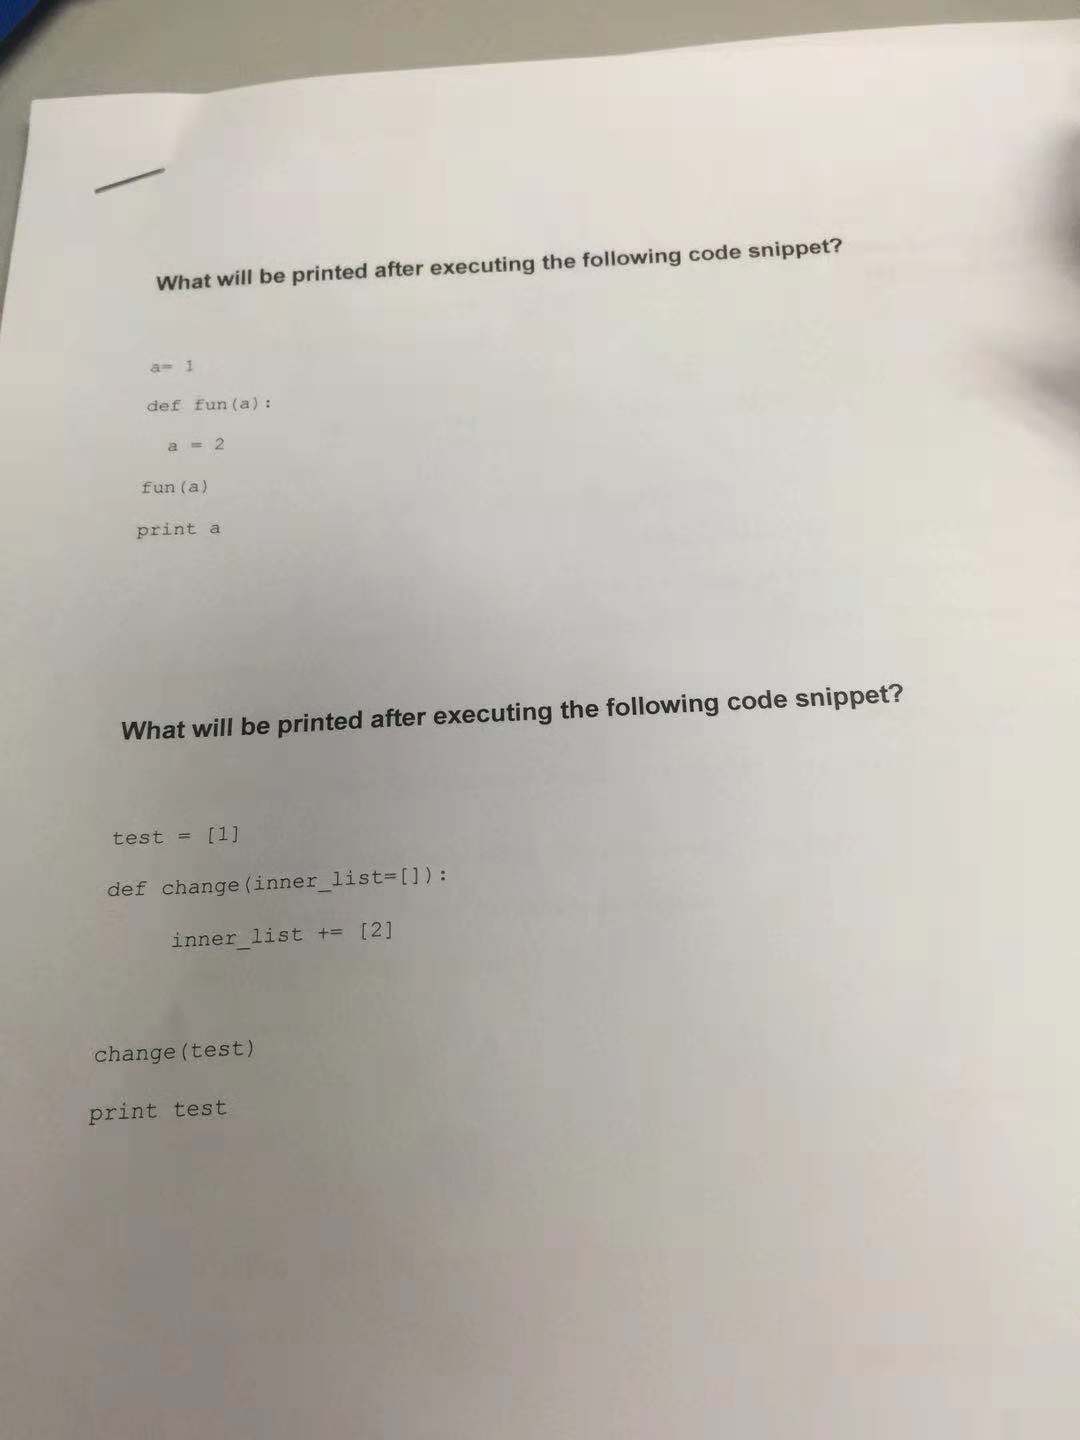 What will be printed after executing the following code snippet?
a= 1
def fun(a):
a = 2
fun(a)
print a
What will be printed after executing the following code snippet?
test = [1]
def change(inner_list=[]):
inner_list += [2]
change(test)
print test